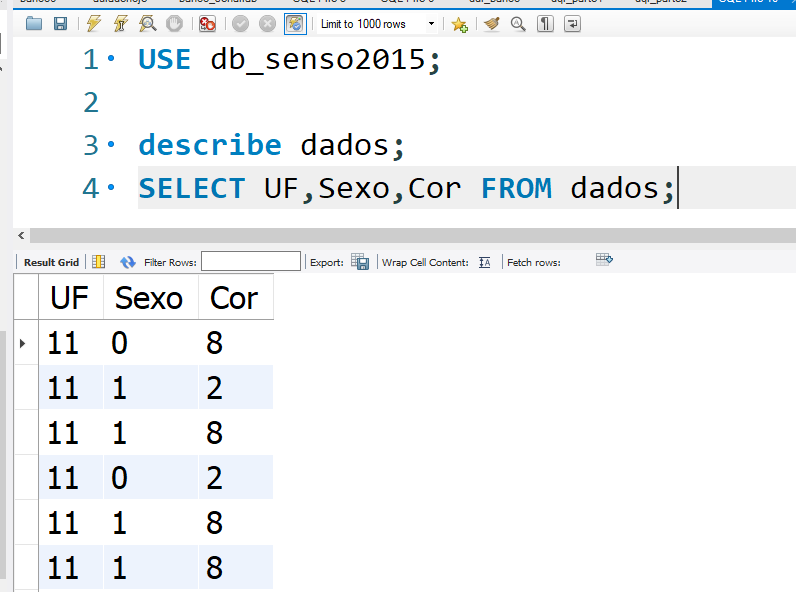 Limit to 1000 rows
1 USE db_senso2015;
2
3 describe dados;
4 SELECT UF,Sexo,Cor FROM dados;
Result Grid Filter Rows: Export: Wrap Cell Content: Fetch rows:
UF Sexo Cor
11 0 8
11 1 2
11 1 8
11 0 2
11 1 8
11 1 8